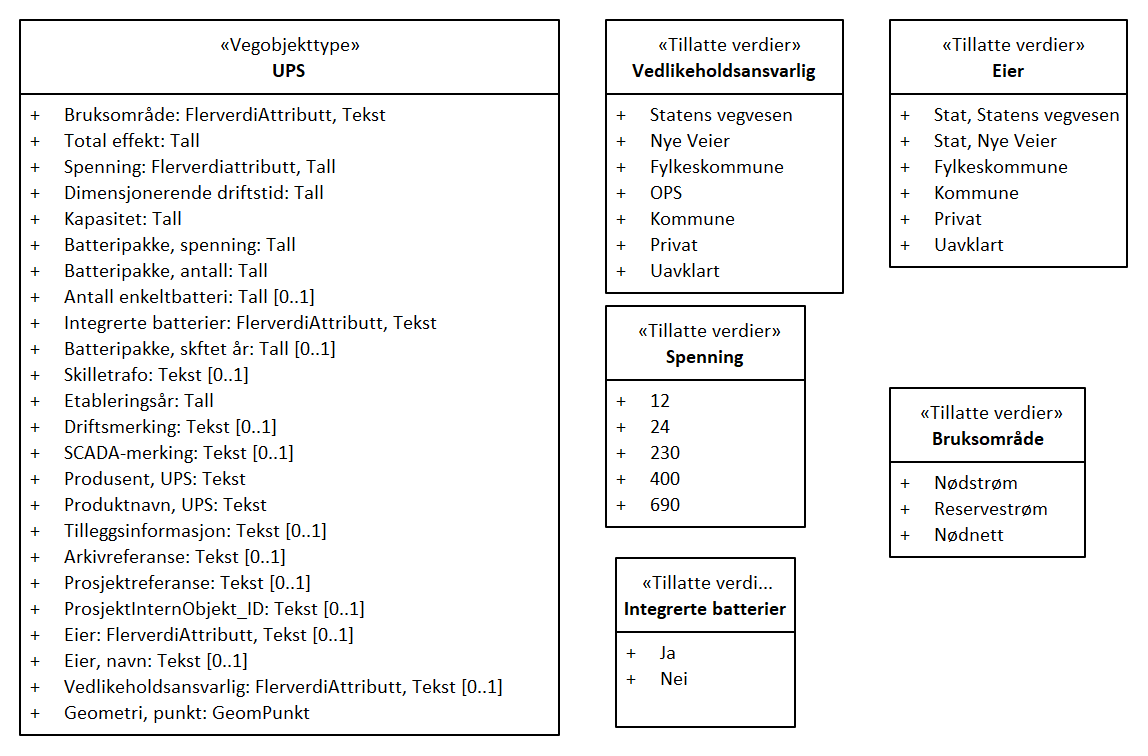 «Vegobjekttype»
UPS
+ Bruksområde: FlerverdiAttributt, Tekst
+ Total effekt: Tall
+ Spenning: Flerverdiattributt, Tall
+ Dimensjonerende driftstid: Tall
+ Kapasitet: Tall
+ Batteripakke, spenning: Tall
+ Batteripakke, antall: Tall
+ Antall enkeltbatteri: Tall [0..1]
+ Integrerte batterier: FlerverdiAttributt, Tekst
+ Batteripakke, skftet år: Tall [0..1]
+ Skilletrafo: Tekst [0..1]
+ Etableringsår: Tall
+ Driftsmerking: Tekst [0..1]
+ SCADA-merking: Tekst [0..1]
+ Produsent, UPS: Tekst
+ Produktnavn, UPS: Tekst
+ Tilleggsinformasjon: Tekst [0..1]
+ Arkivreferanse: Tekst [0..1]
+ Prosjektreferanse: Tekst [0..1]
+ ProsjektInternObjekt_ID: Tekst [0..1]
+ Eier: FlerverdiAttributt, Tekst [0..1]
+ Eier, navn: Tekst [0..1]
+ Vedlikeholdsansvarlig: FlerverdiAttributt, Tekst [0..1]
+ Geometri, punkt: GeomPunkt
«Tillatte verdier»
Vedlikeholdsansvarlig
+ Statens vegvesen
+ Nye Veier
+ Fylkeskommune
+ OPS
+ Kommune
+ Privat
+ Uavklart
«Tillatte verdier»
Eier
+ Stat, Statens vegvesen
+ Stat, Nye Veier
+ Fylkeskommune
+ Kommune
+ Privat
+ Uavklart
«Tillatte verdier»
Spenning
+ 12
+ 24
+ 230
+ 400
+ 690
«Tillatte verdier»
Bruksområde
+ Nødstrøm
+ Reservestrøm
+ Nødnett
«Tillatte verdi...
Integrerte batterier
+ Ja
+ Nei